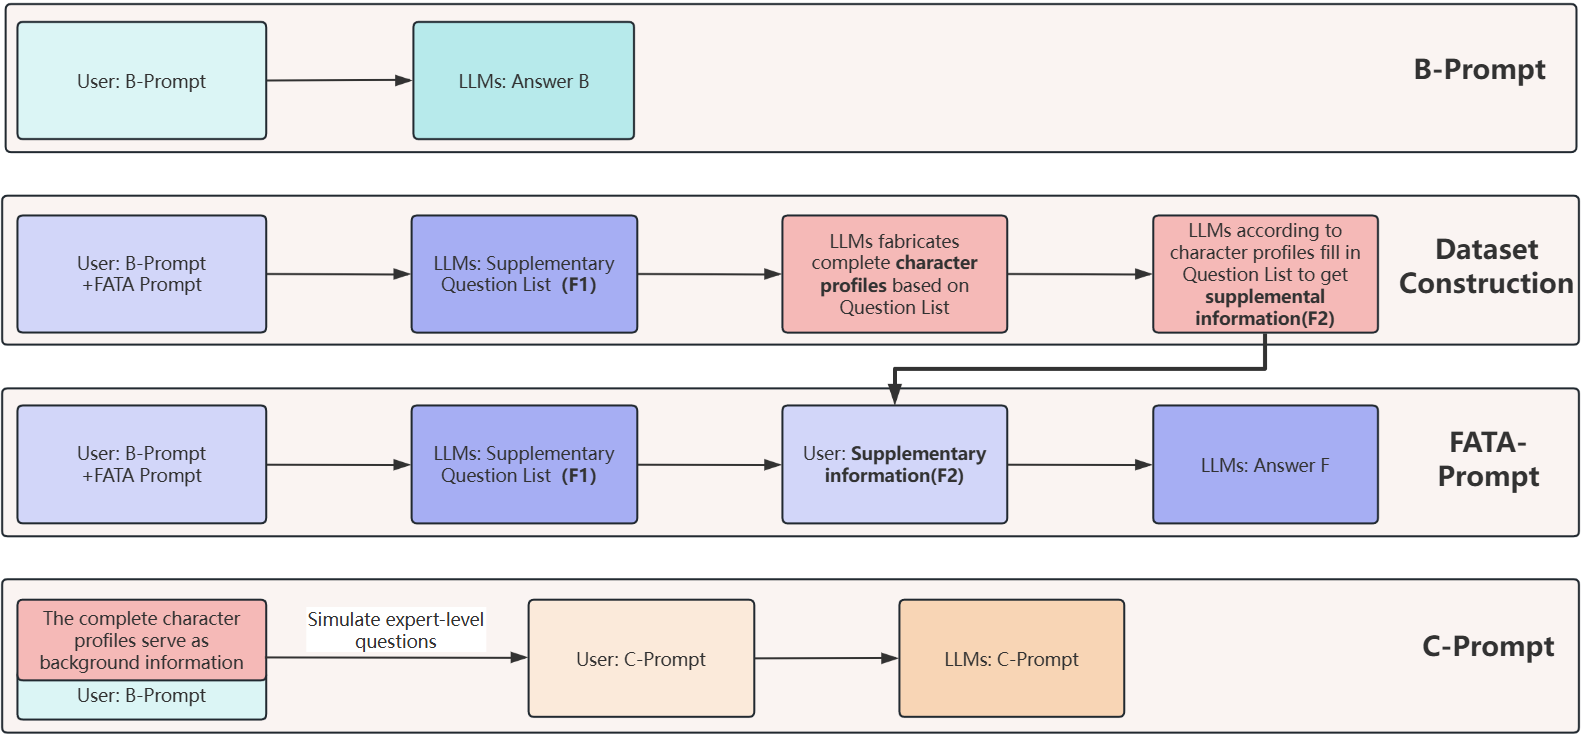 User: B-Prompt
LLMs: Answer B
B-Prompt
User: B-Prompt
+FATA Prompt
LLMs: Supplementary
Question List (F1)
LLMs fabricates
complete character
profiles based on
Question List
LLMs according to
character profiles fill in
Question List to get
supplemental
information(F2)
Dataset
Construction
User: B-Prompt
+FATA Prompt
LLMs: Supplementary
Question List (F1)
User: Supplementary
information(F2)
LLMs: Answer F
FATA-
Prompt
The complete character
profiles serve as
background information
User: B-Prompt
Simulate expert-level
questions
User: C-Prompt
LLMs: C-Prompt
C-Prompt